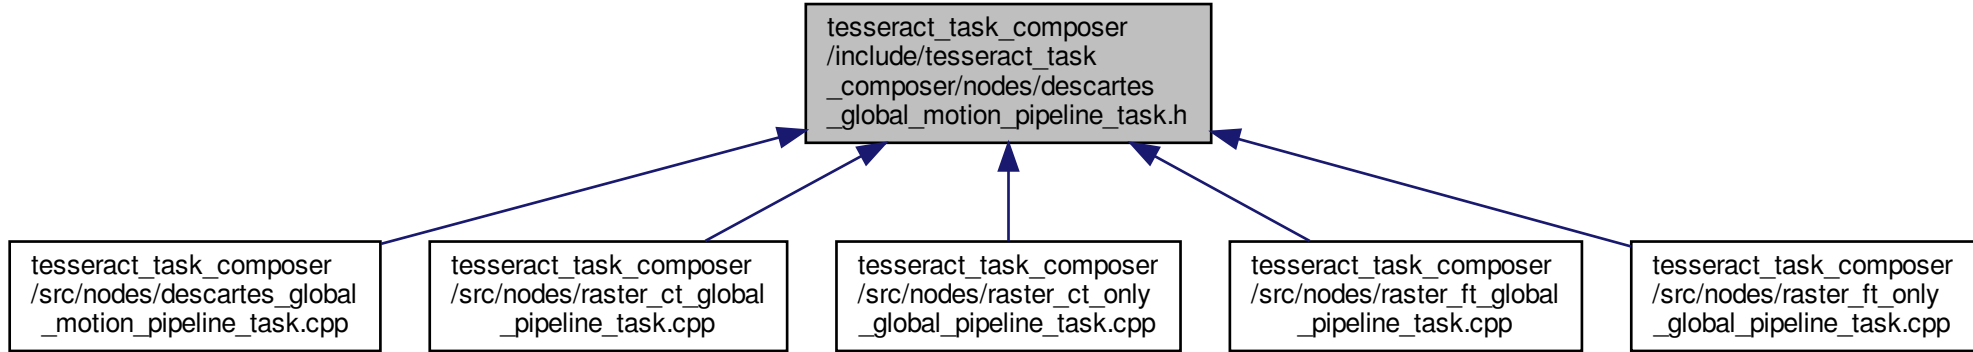 tesseract_task_composer
/include/tesseract_task
_composer/nodes/descartes
_global_motion_pipeline_task.h
tesseract_task_composer
/src/nodes/descartes_global
_motion_pipeline_task.cpp
tesseract_task_composer
/src/nodes/raster_ct_global
_pipeline_task.cpp
tesseract_task_composer
/src/nodes/raster_ct_only
_global_pipeline_task.cpp
tesseract_task_composer
/src/nodes/raster_ft_global
_pipeline_task.cpp
tesseract_task_composer
/src/nodes/raster_ft_only
_global_pipeline_task.cpp